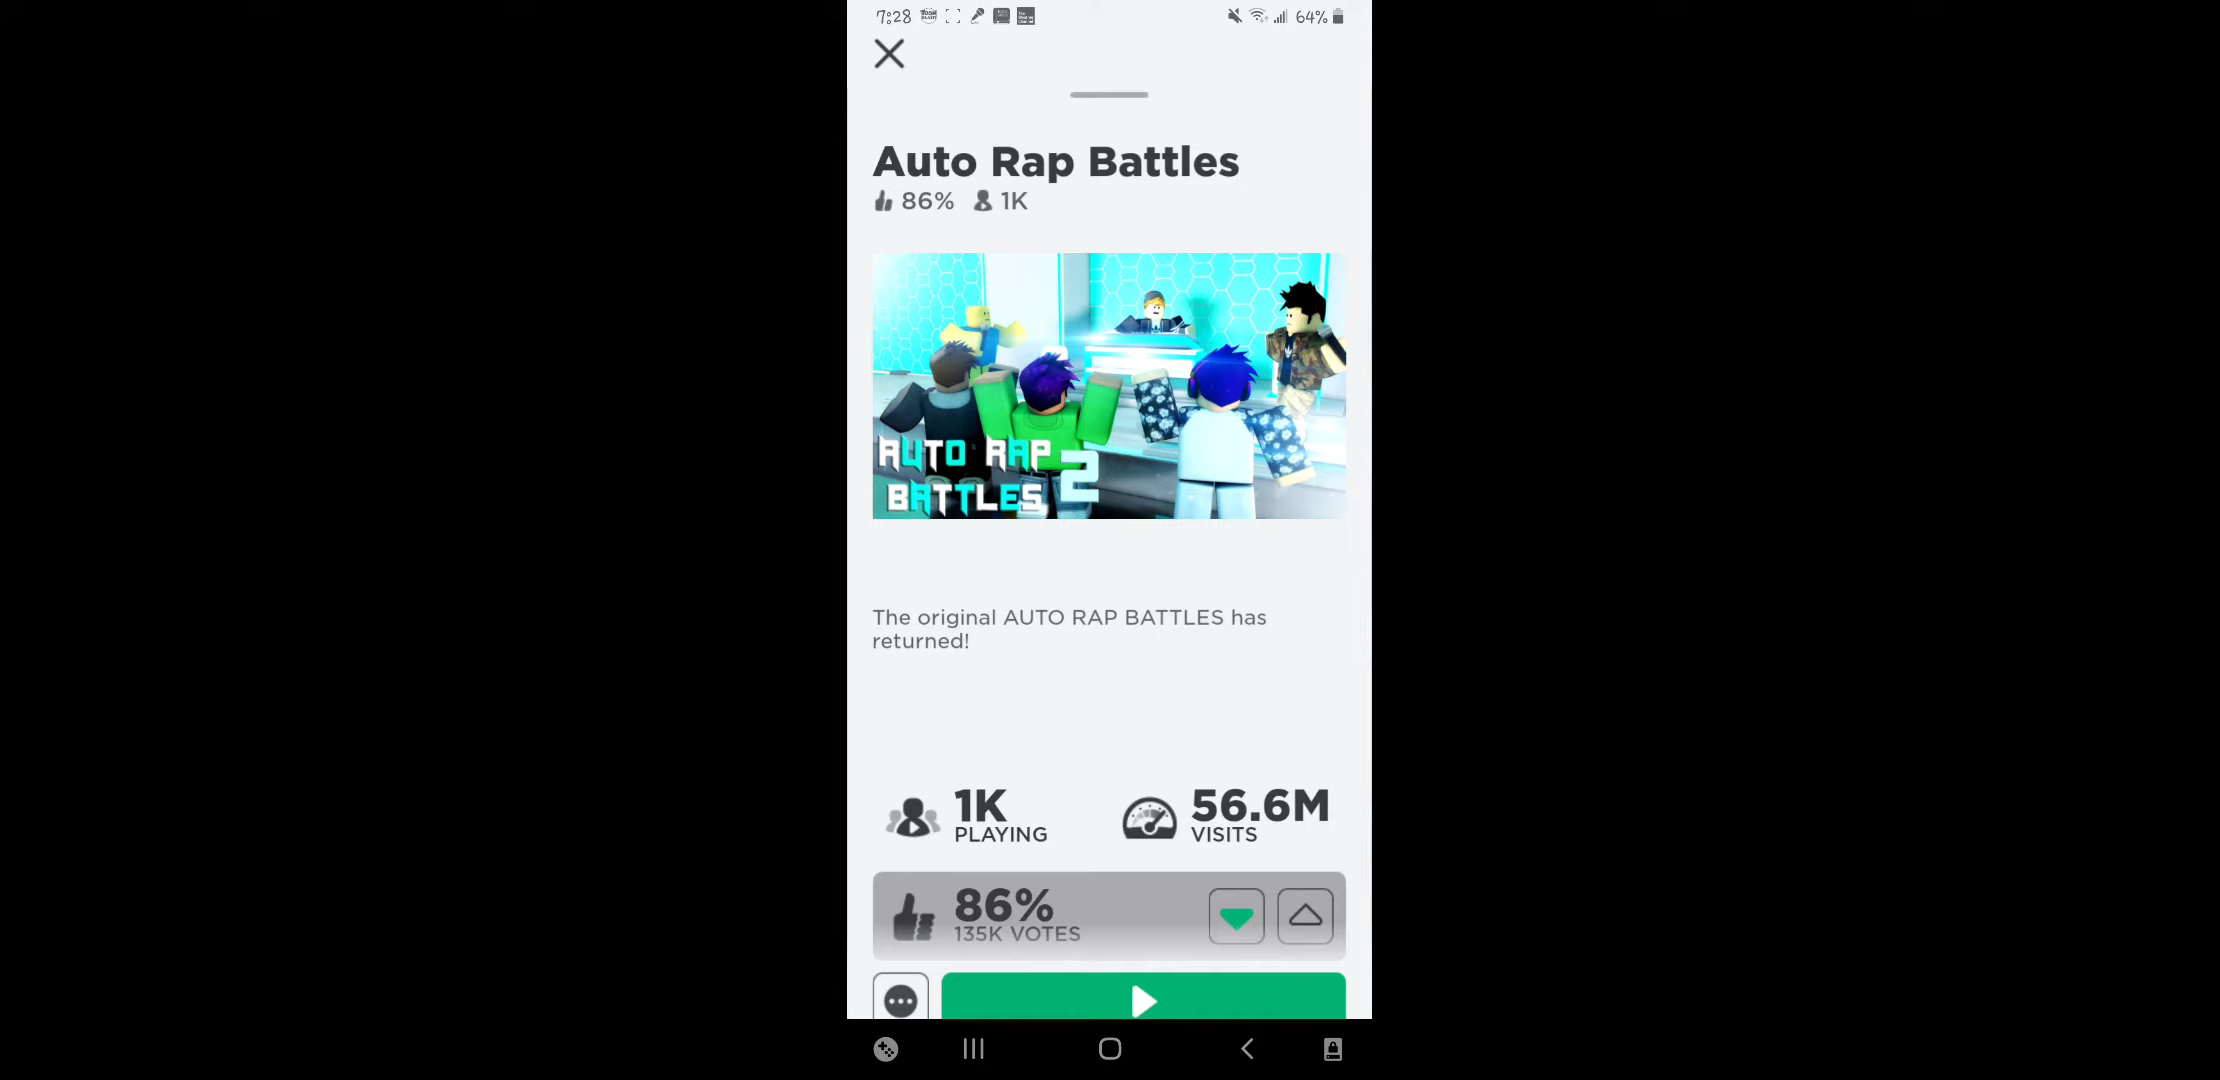 7:28
64%
Auto Rap Battles
86% 1K
AUTO RAP
BATTLES 2
The original AUTO RAP BATTLES has
returned!
1K
PLAYING
56.6M
VISITS
86%
135K VOTES